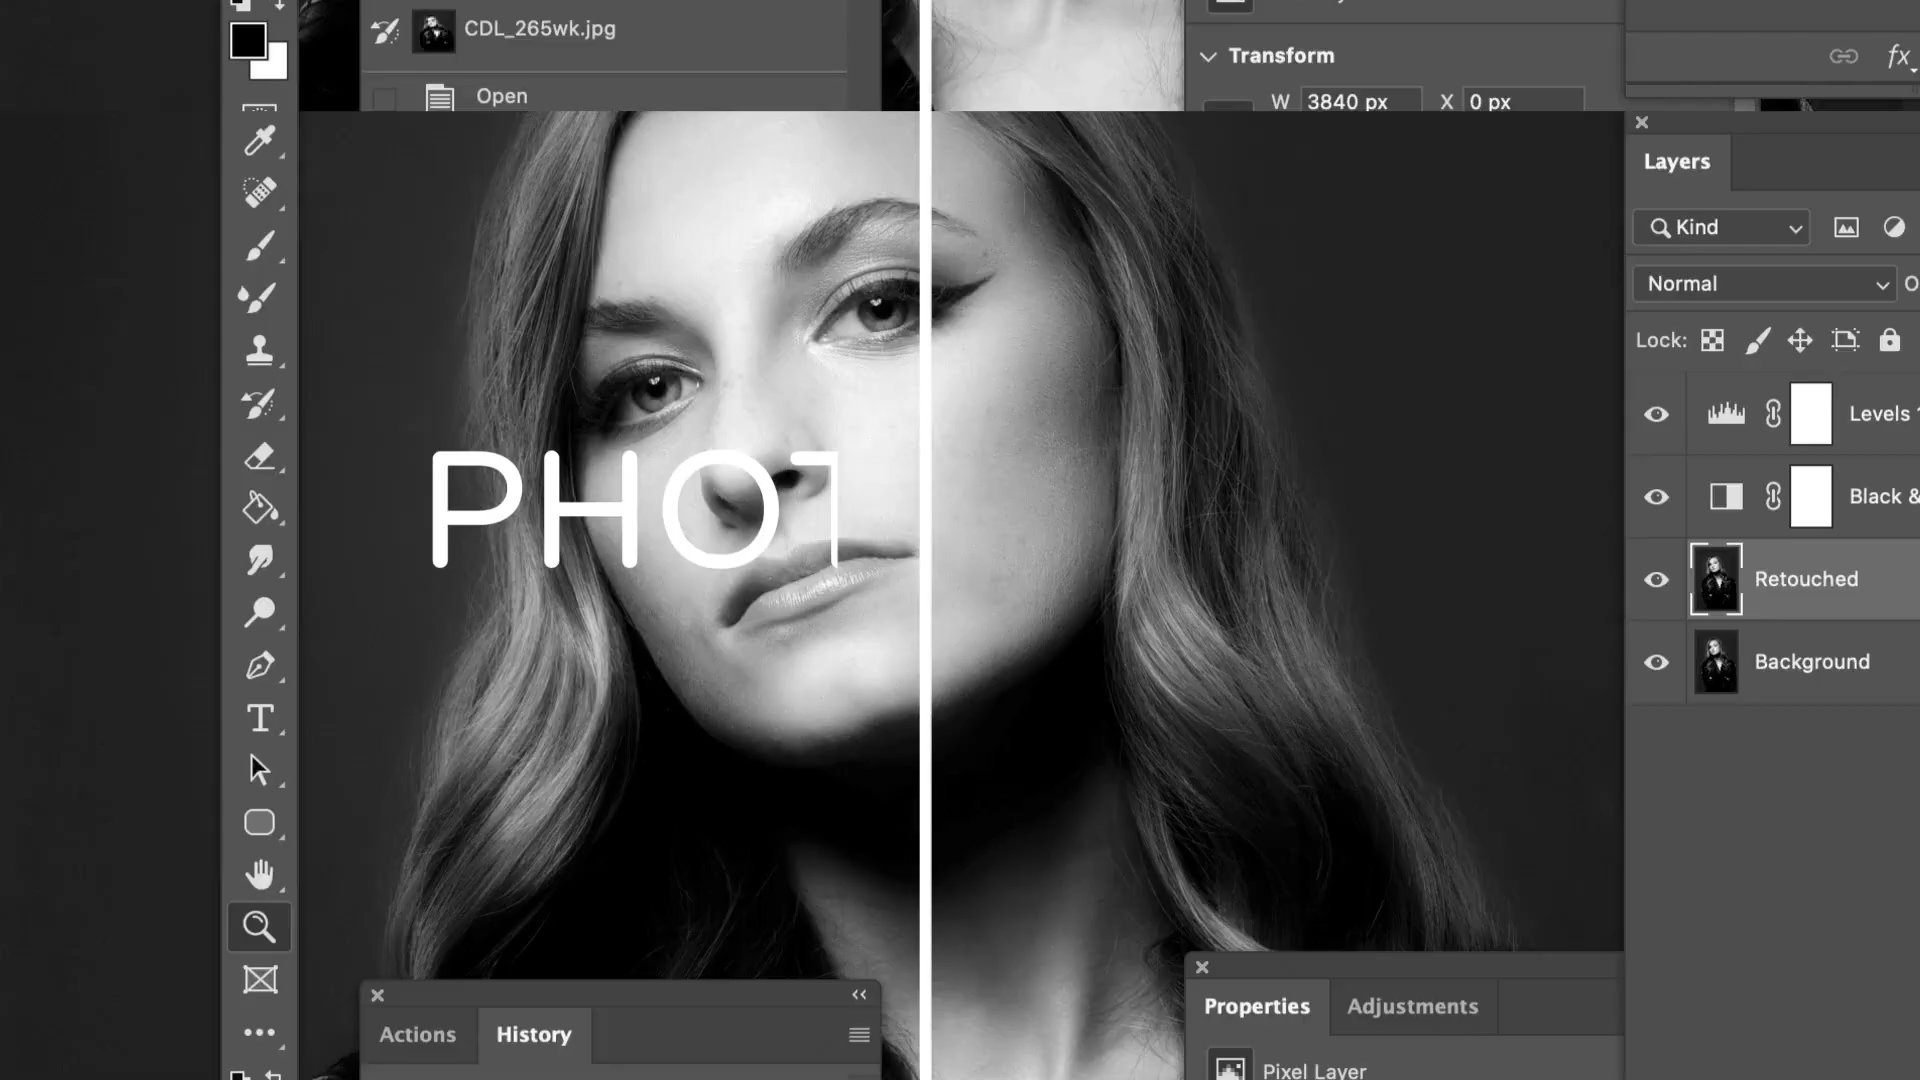 CDL_265wk.jpg
Open
Transform
W 3840 px X 0 px
fx
Layers
Kind
Normal
Lock:
Levels
Black &
Retouched
Background
PHOT
T
Actions History
Properties Adjustments
Pixel Layer